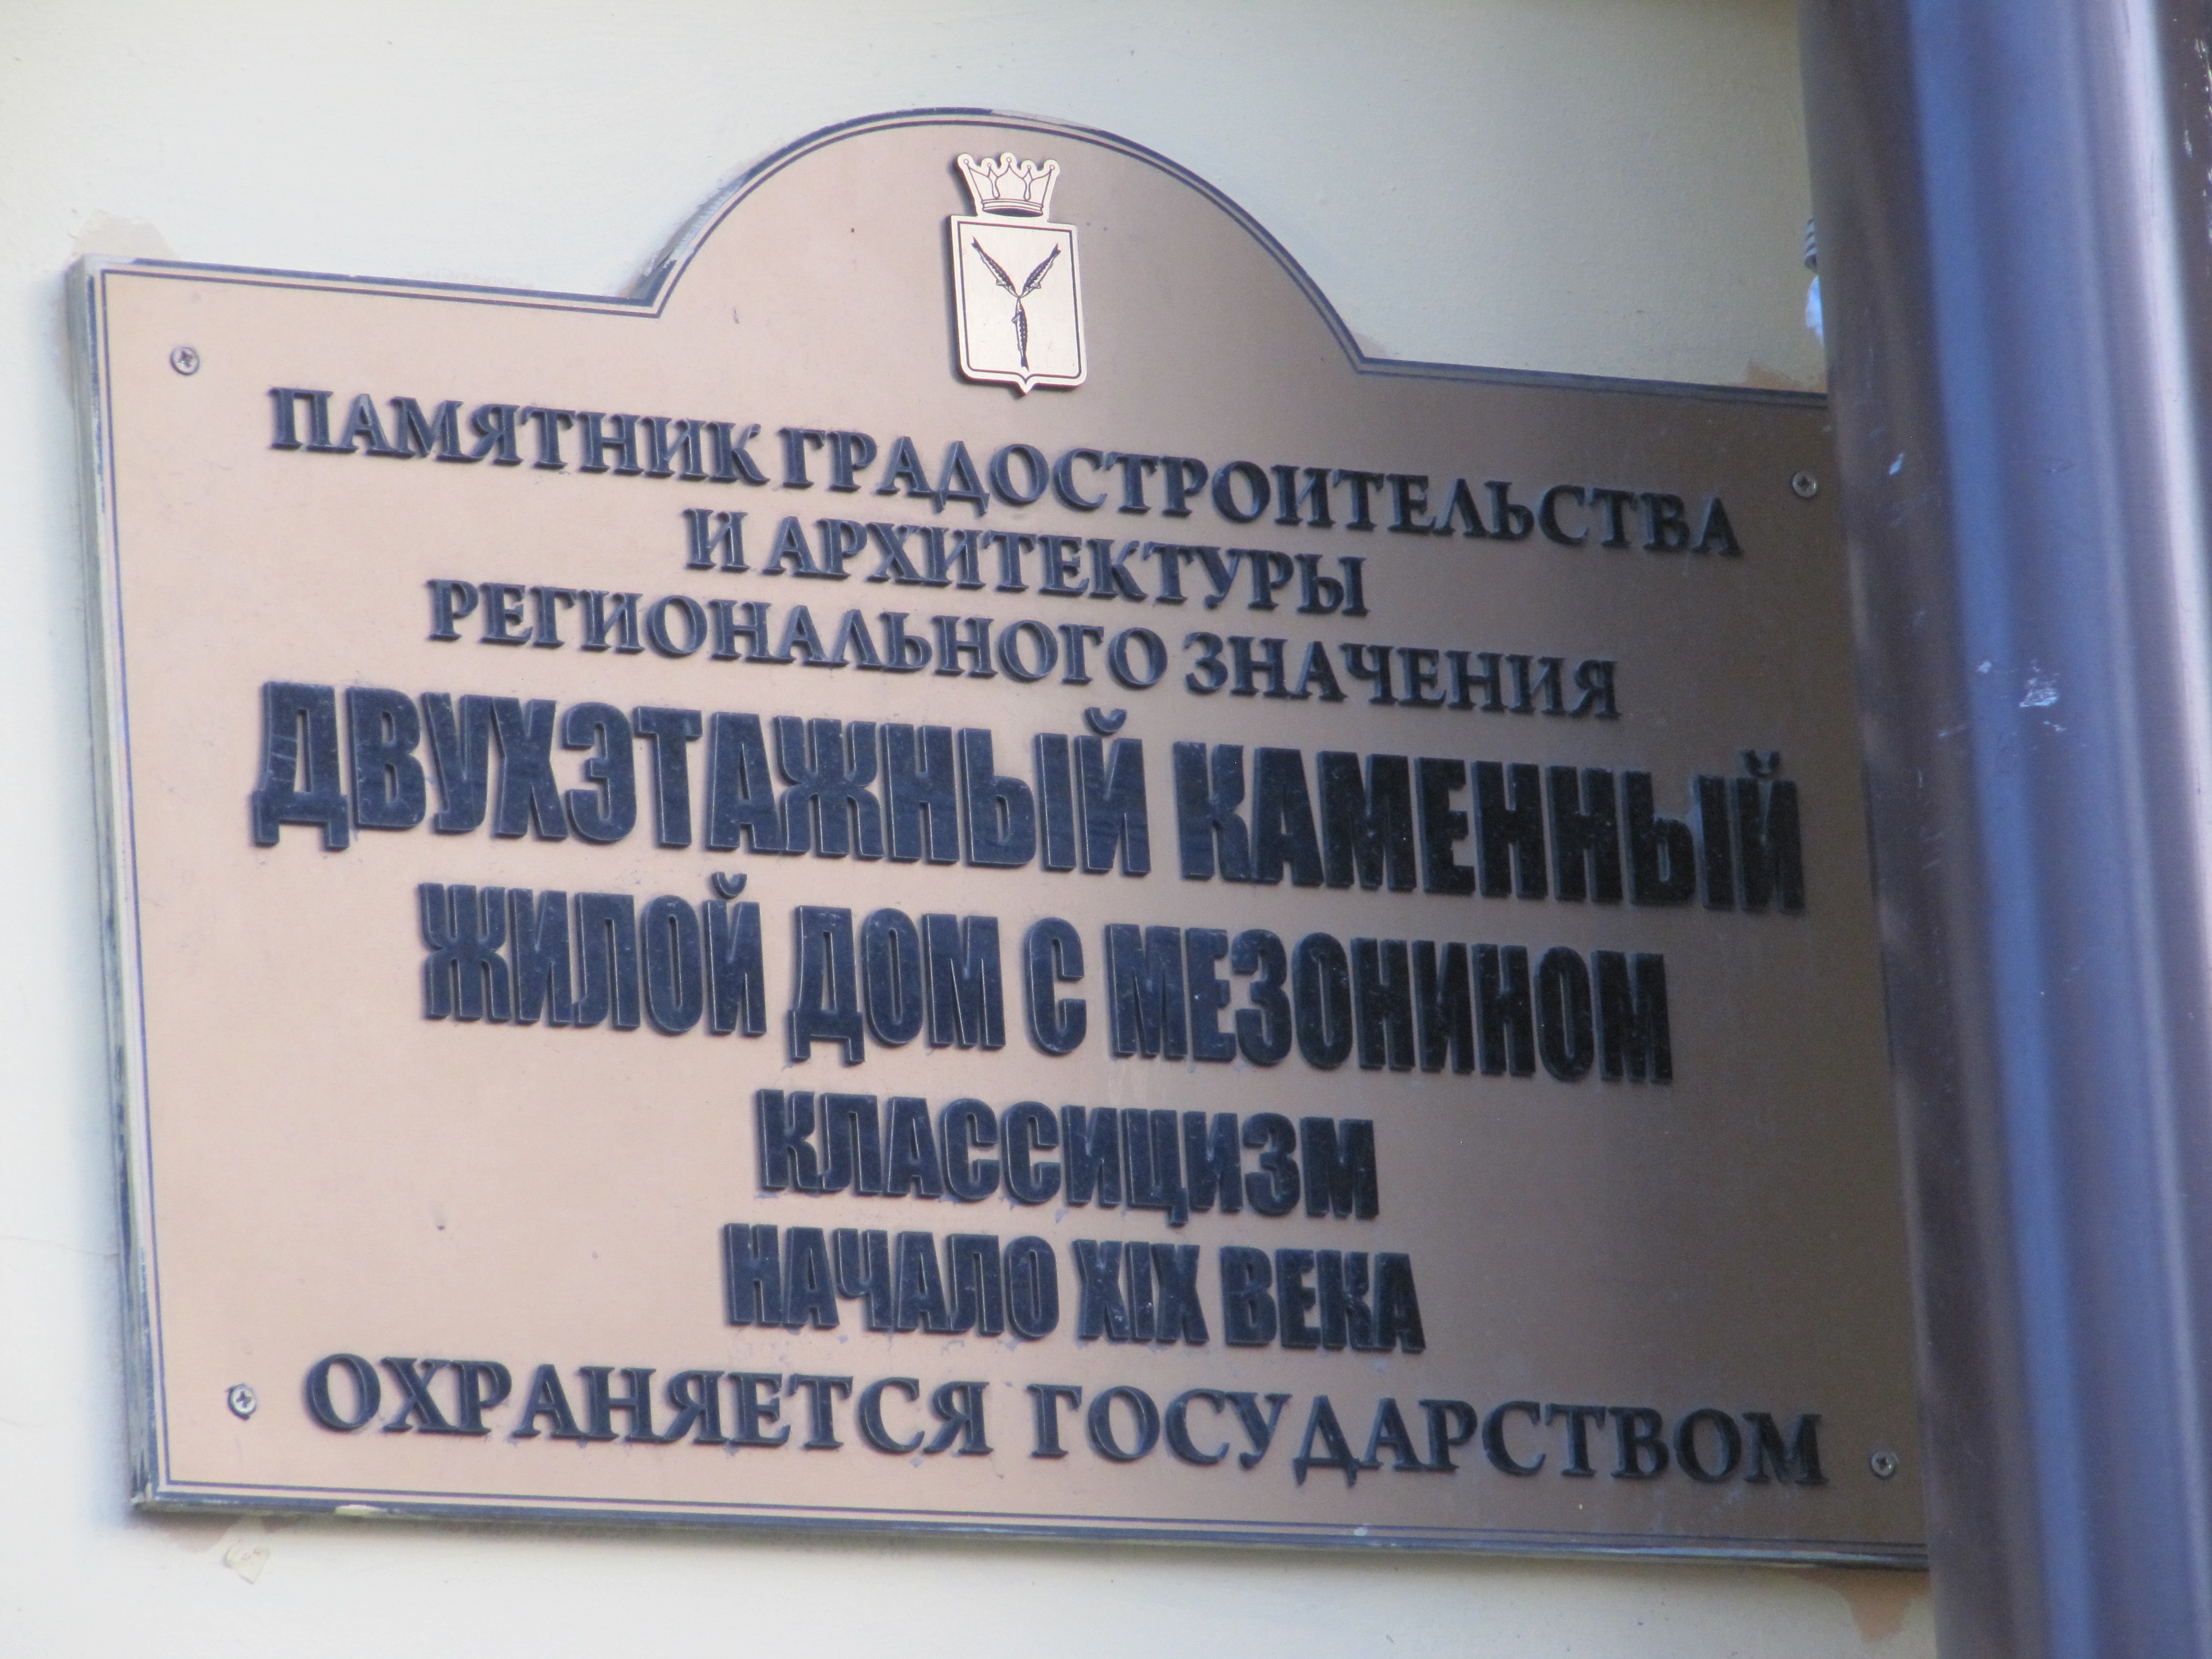 ПАМЯТНИК ГРАДОСТРОИТЕЛЬСТВА
И АРХИТЕКТУРЫ
РЕГИОНАЛЬНОГО ЗНАЧЕНИЯ
ДВУХЭТАЖНЫЙ КАМЕННЫЙ
ЖИЛОЙ ДОМ С МЕЗОНИНОМ
КЛАССИЦИЗМ
НАЧАЛО XIX ВЕКА
ОХРАНЯЕТСЯ ГОСУДАРСТВОМ